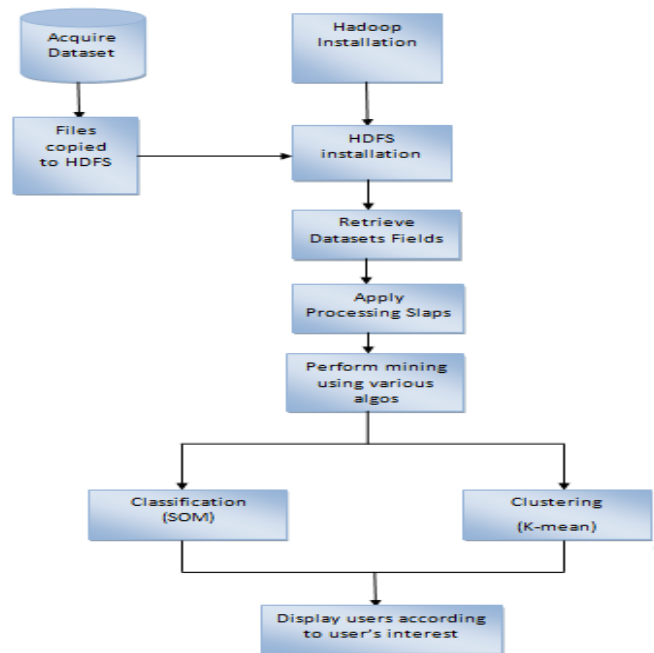 Acquire
Dataset
Hadoop
Installation
Files
copied
to HDFS
HDFS
installation
Retrieve
Datasets Fields
Apply
Processing Slaps
Perform mining
using various
algos
Classification
(SOM)
Clustering
(K-mean)
Display users according
to user's interest